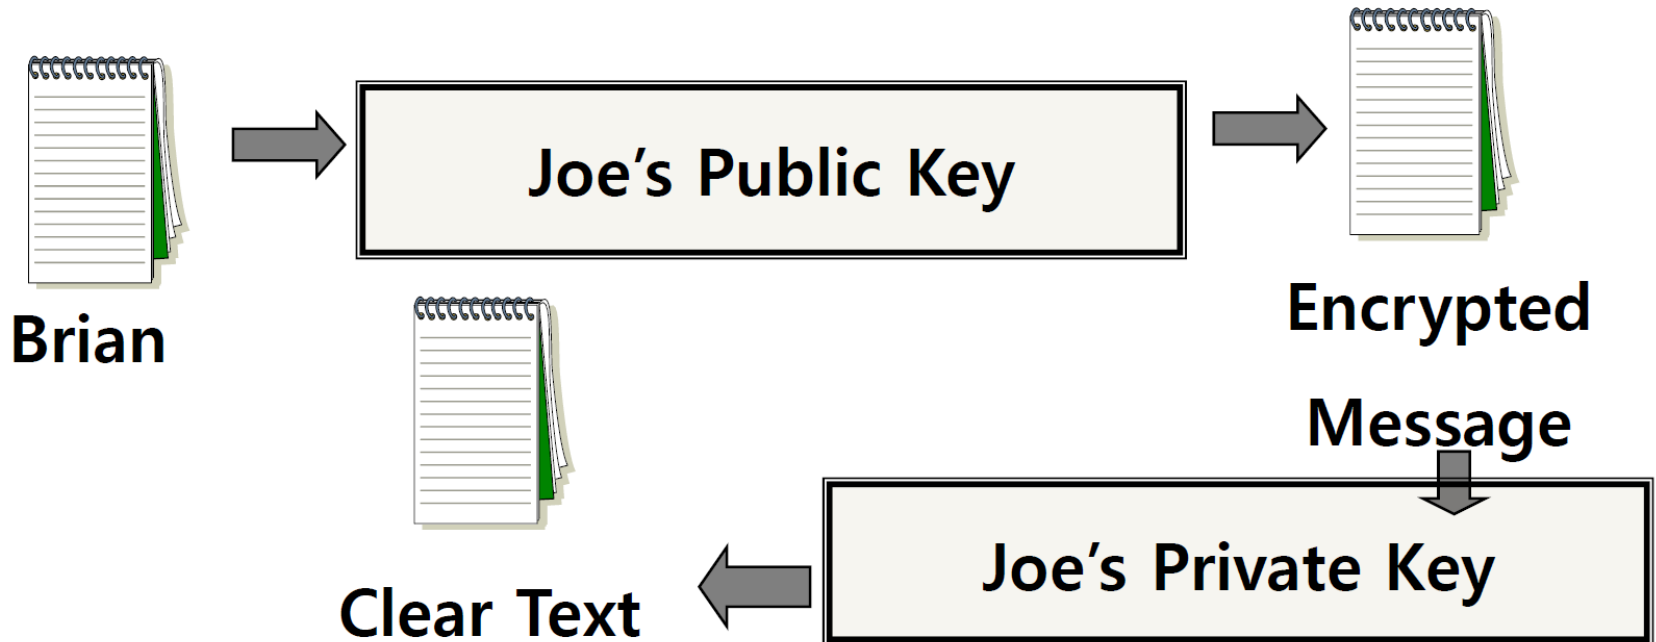 Joe’s Public Key
Brian
Encrypted
Message
Joe’s Private Key
Clear Text